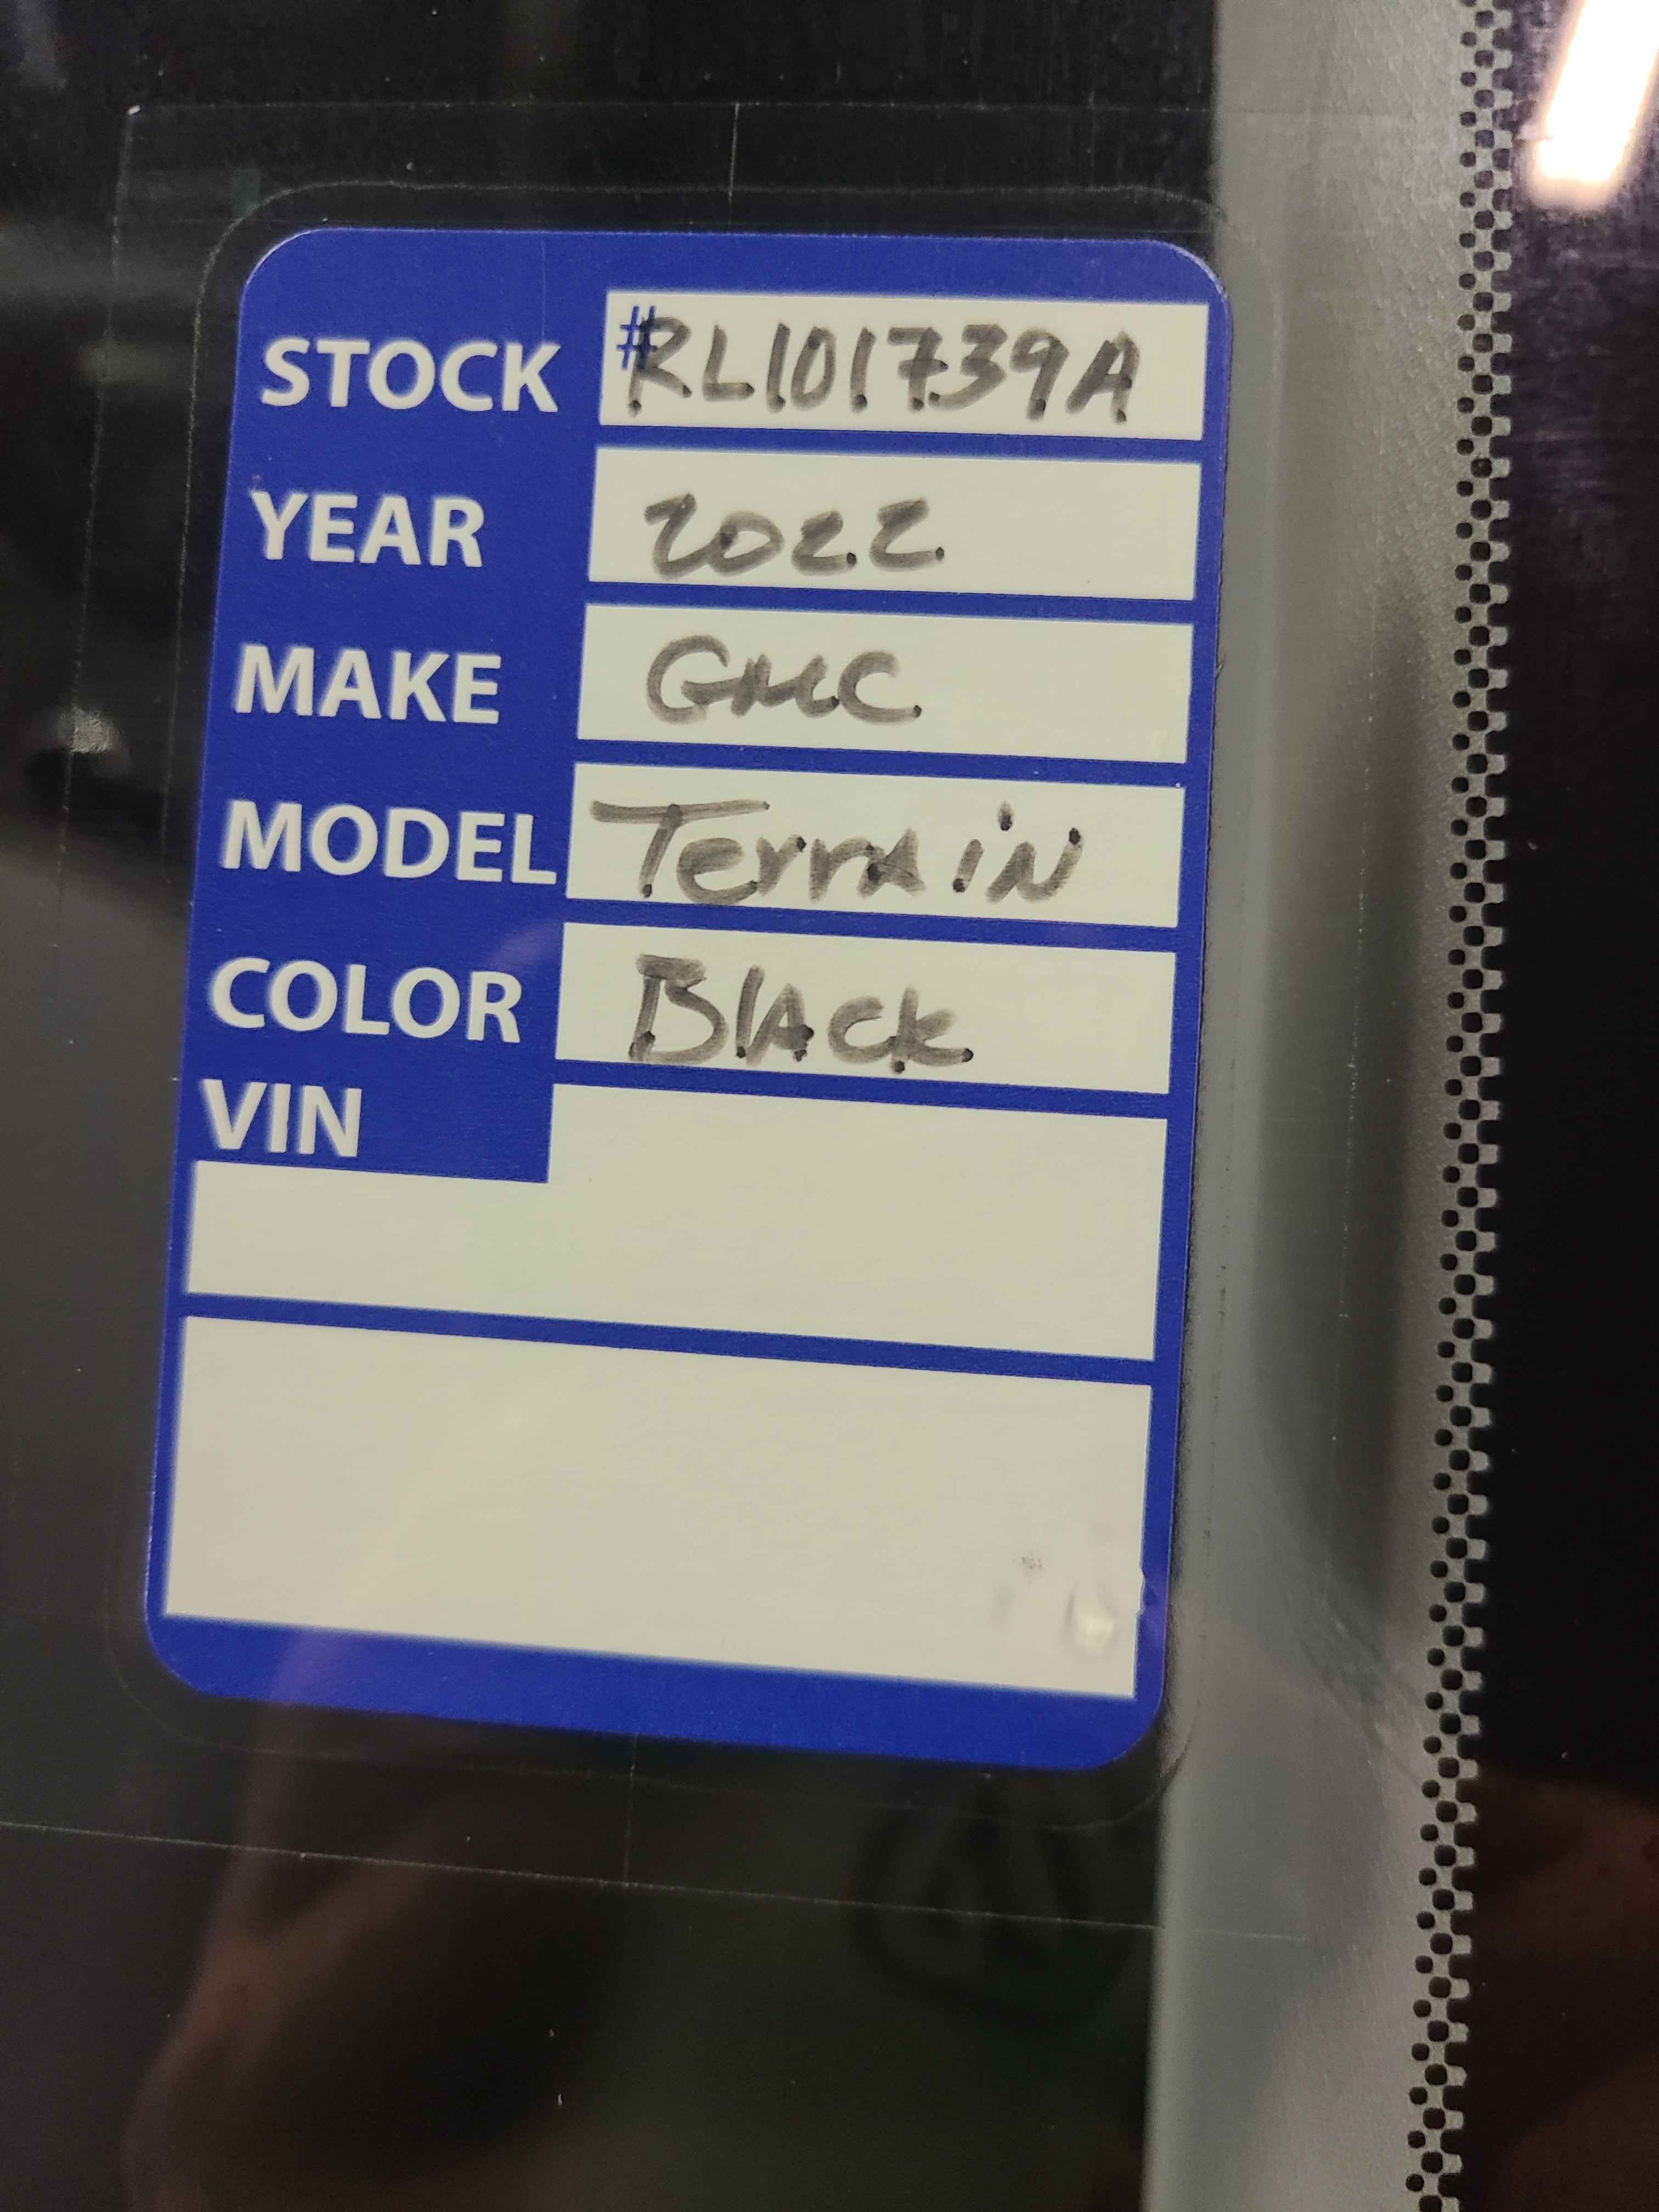 STOCK #RL101739A
YEAR 2022
MAKE GMC
MODEL Terrain
COLOR Black
VIN